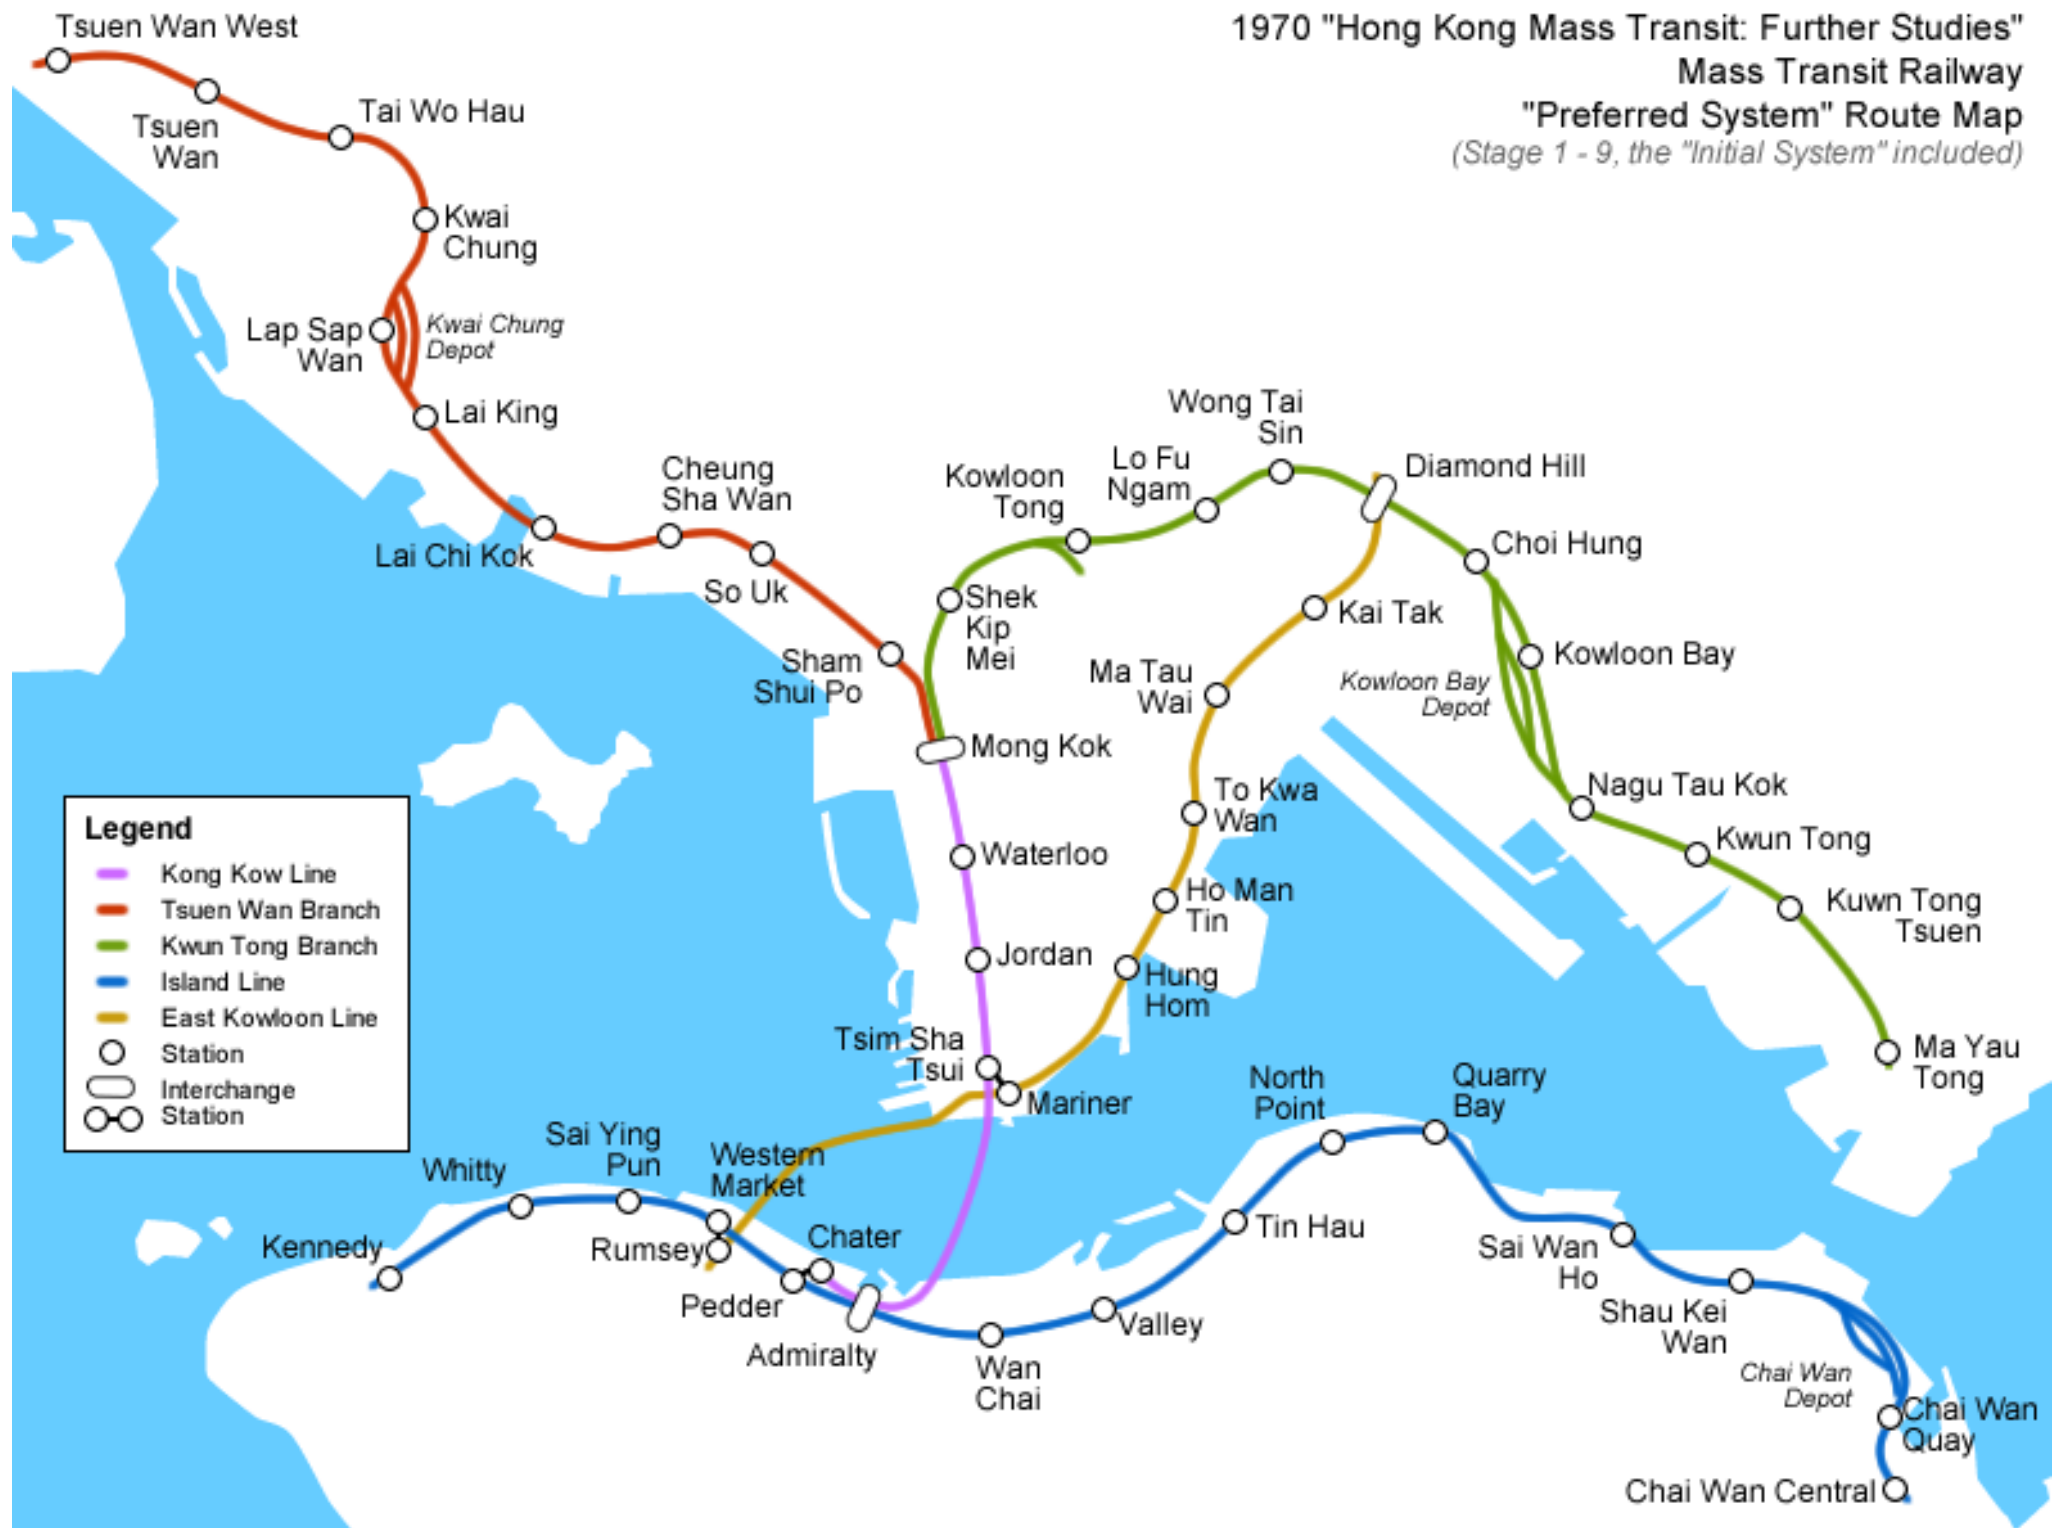 Tsuen Wan West
1970 "Hong Kong Mass Transit: Further Studies"
Mass Transit Railway
"Preferred System" Route Map
(Stage 1 - 9, the "Initial System" included)
Tsuen
Wan
Tai Wo Hau
Kwai
Chung
Lap Sap
Wan
Kwai Chung
Depot
Lai King
Lai Chi Kok
Cheung
Sha Wan
So Uk
Sham
Shui Po
Kowloon
Tong
Lo Fu
Ngam
Wong Tai
Sin
Diamond Hill
Choi Hung
Shek
Kip
Mei
Kai Tak
Kowloon Bay
Kowloon Bay
Depot
Ma Tau
Wai
Mong Kok
Nagu Tau Kok
To Kwa
Wan
Kwun Tong
Waterloo
Ho Man
Tin
Kuwn Tong
Tsuen
Jordan
Hung
Hom
Tsim Sha
Tsui
Mariner
Ma Yau
Tong
Legend
Kong Kow Line
Tsuen Wan Branch
Kwun Tong Branch
Island Line
East Kowloon Line
Station
Interchange
Station
North
Point
Quarry
Bay
Sai Ying
Pun
Whitty
Western
Market
Kennedy
Rumsey
Chater
Pedder
Admiralty
Wan
Chai
Valley
Tin Hau
Sai Wan
Ho
Shau Kei
Wan
Chai Wan
Depot
Chai Wan
Quay
Chai Wan Central